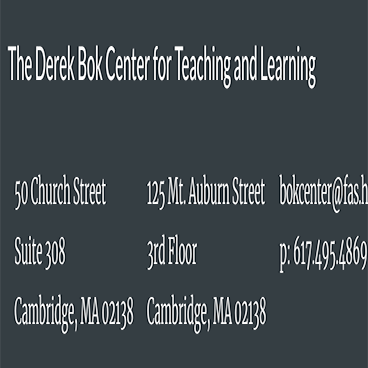 The Derek Bok Center for Teaching and Learning
50 Church Street
Suite 308
Cambridge, MA 02138
125 Mt. Auburn Street
3rd Floor
Cambridge, MA 02138
bokcenter@fas.h
p: 617.495.4869